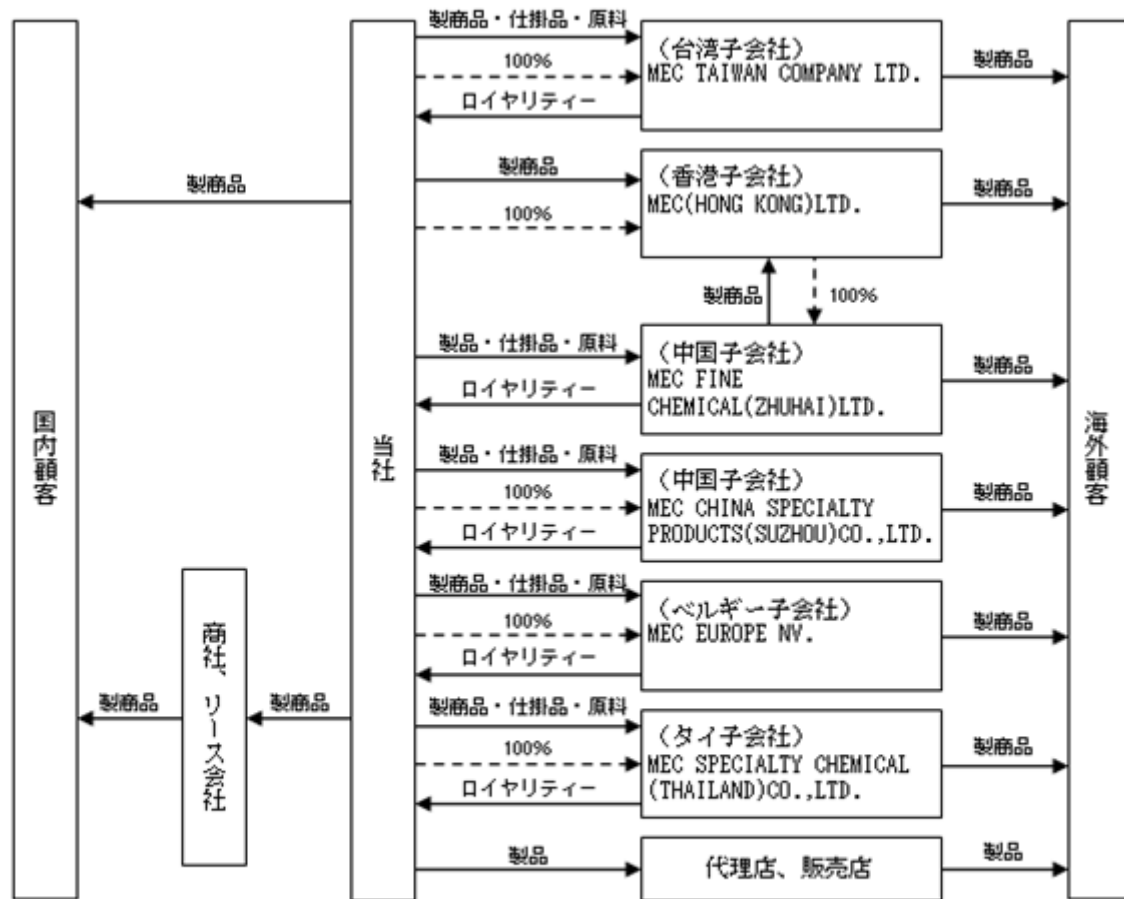 国内顧客
製商品
製商品
商社、リース会社
製商品
当社
製商品・仕掛品・原料
100%
ロイヤリティー
（台湾子会社）
MEC TAIWAN COMPANY LTD.
製商品
製商品
100%
（香港子会社）
MEC(HONG KONG)LTD.
製商品
製商品
100%
製品・仕掛品・原料
ロイヤリティー
（中国子会社）
MEC FINE
CHEMICAL(ZHUHAI)LTD.
製商品
製品・仕掛品・原料
100%
ロイヤリティー
（中国子会社）
MEC CHINA SPECIALTY
PRODUCTS(SUZHOU)CO.,LTD.
製商品
製商品・仕掛品・原料
100%
ロイヤリティー
（ベルギー子会社）
MEC EUROPE NV.
製商品
製商品・仕掛品・原料
100%
ロイヤリティー
（タイ子会社）
MEC SPECIALTY CHEMICAL
(THAILAND)CO.,LTD.
製商品
製品
代理店、販売店
製品
海外顧客